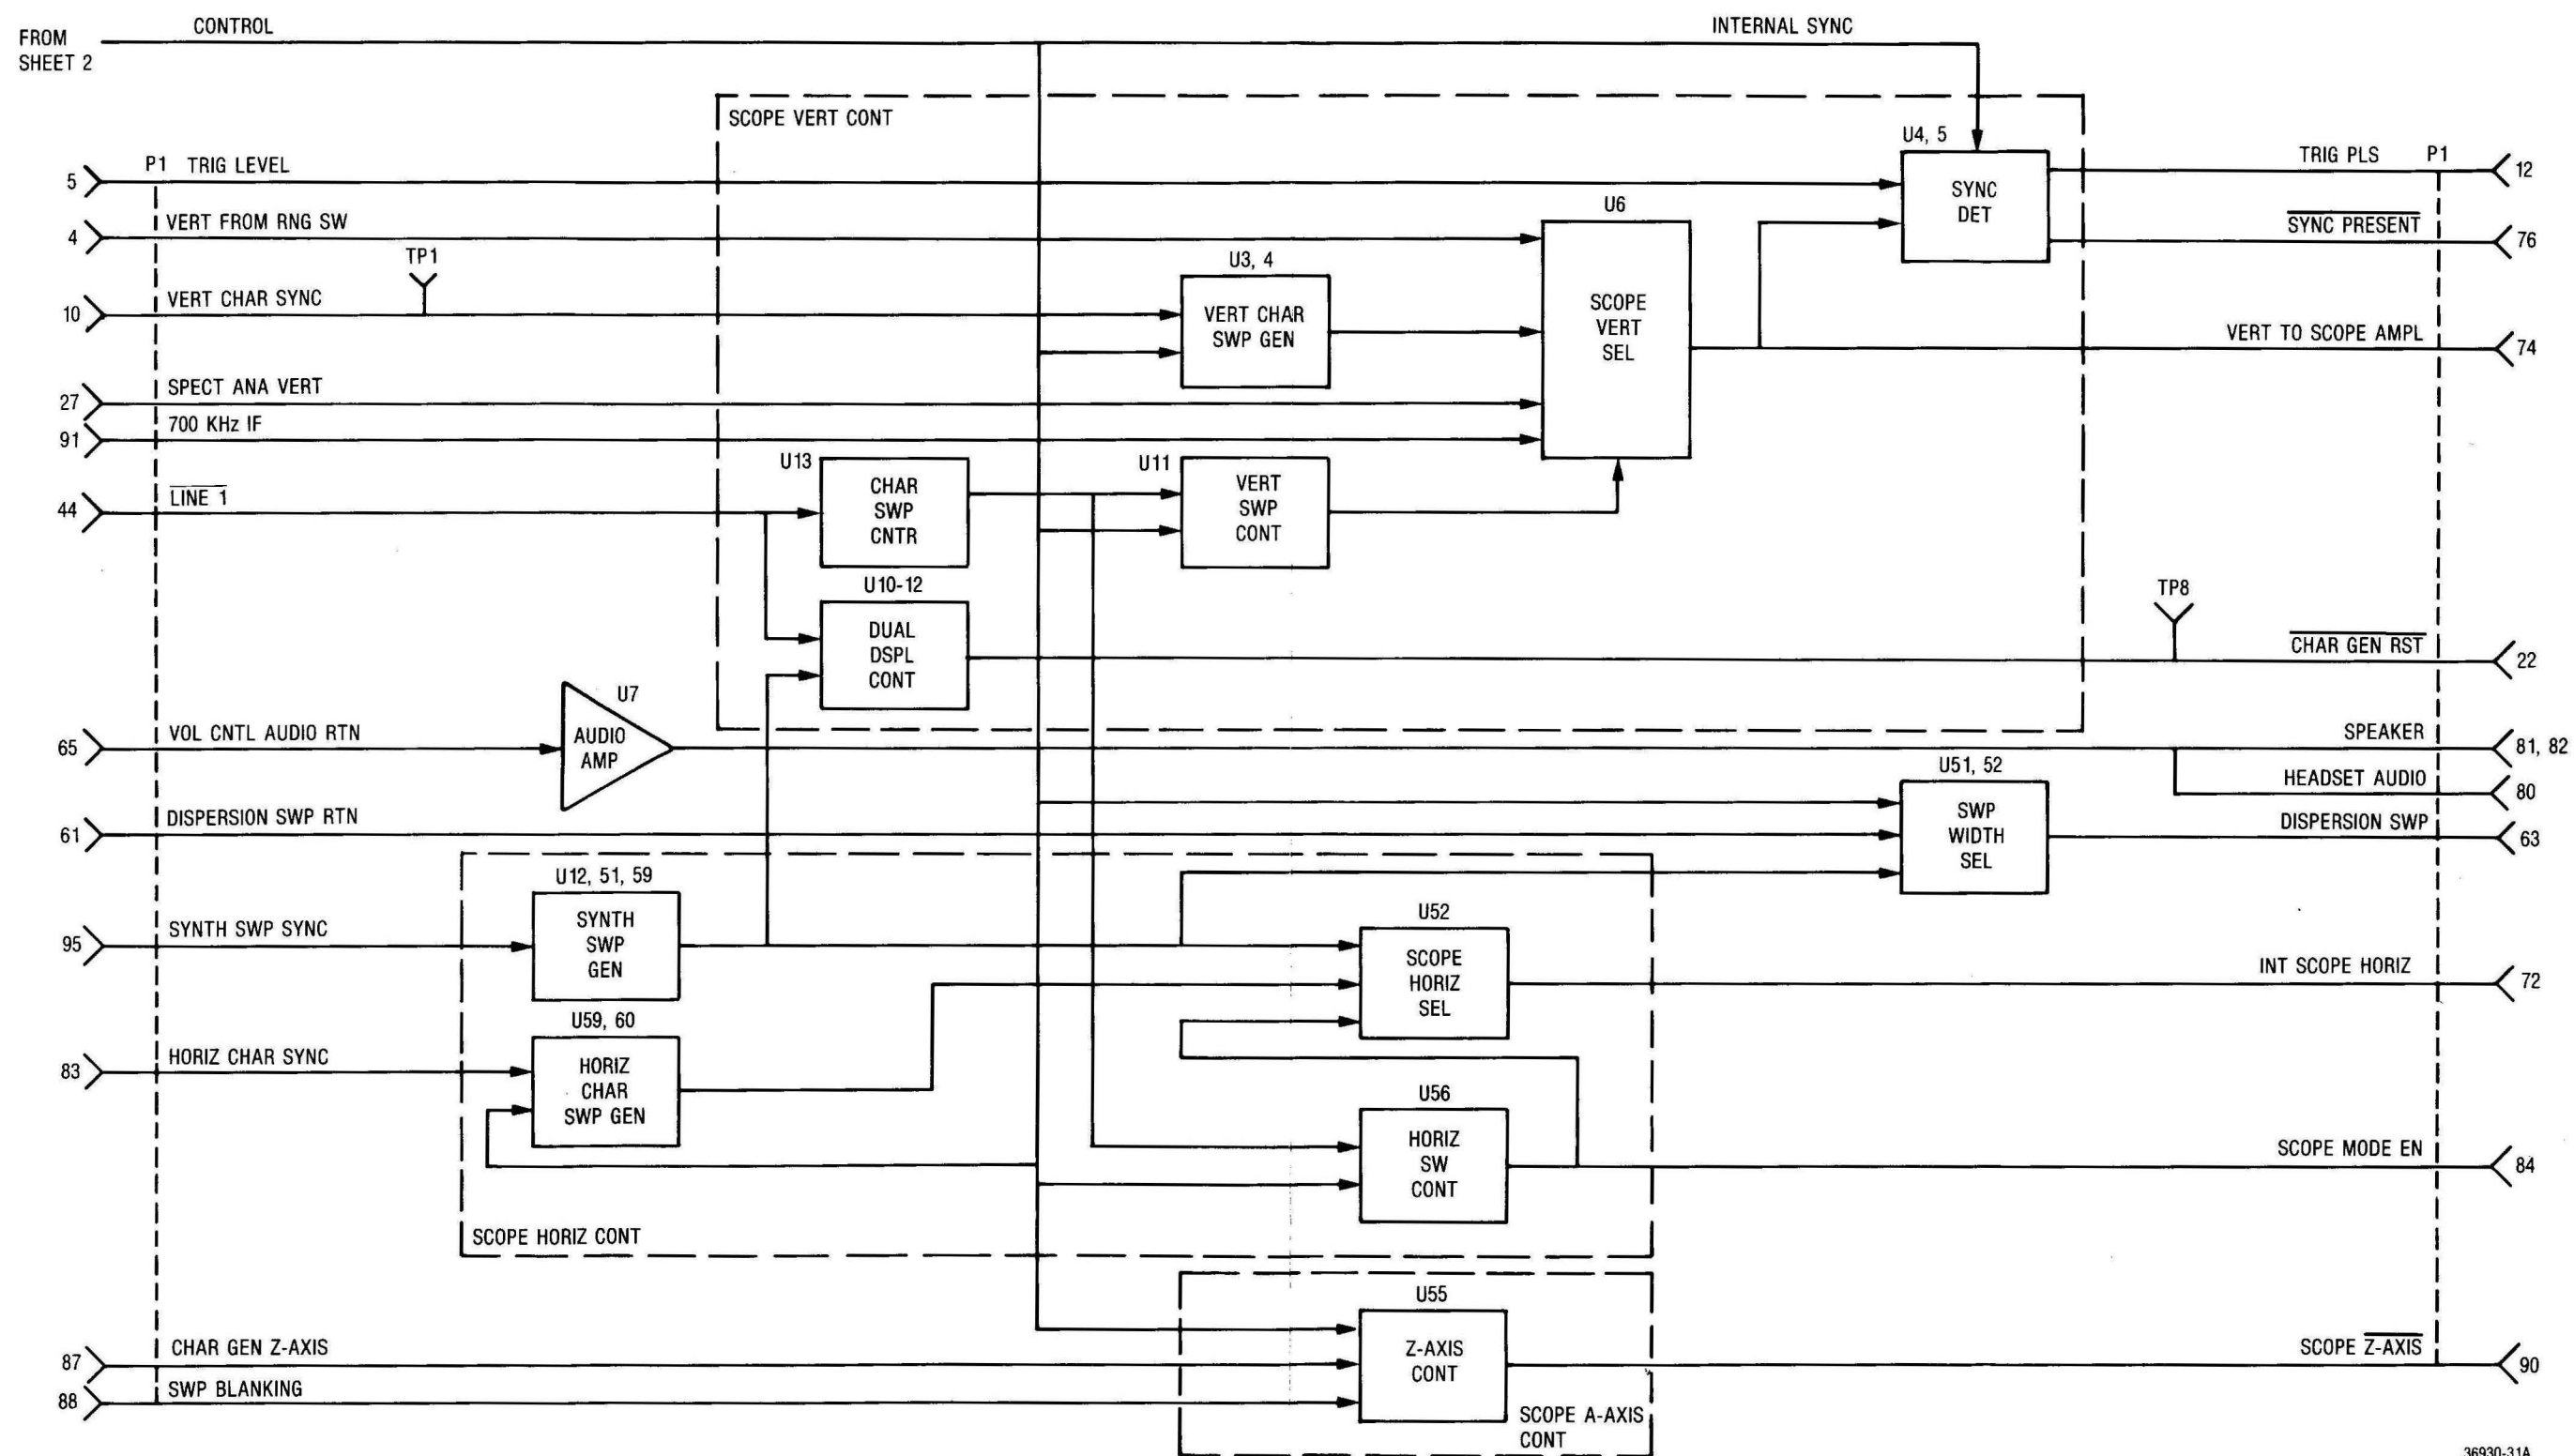 FROM
SHEET 2
CONTROL
INTERNAL SYNC
SCOPE VERT CONT
U4, 5
5
P1
TRIG LEVEL
SYNC
DET
TRIG PLS
P1
12
4
VERT FROM RNG SW
U6
SYNC PRESENT
76
TP1
U3, 4
10
VERT CHAR SYNC
VERT CHAR
SWP GEN
SCOPE
VERT
SEL
VERT TO SCOPE AMPL
74
27
SPECT ANA VERT
91
700 KHz IF
44
LINE 1
U13
CHAR
SWP
CNTR
U11
VERT
SWP
CONT
U10-12
DUAL
DSPL
CONT
TP8
CHAR GEN RST
22
65
VOL CNTL AUDIO RTN
U7
AUDIO
AMP
SPEAKER
81, 82
HEADSET AUDIO
80
61
DISPERSION SWP RTN
U51, 52
SWP
WIDTH
SEL
DISPERSION SWP
63
U12, 51, 59
95
SYNTH SWP SYNC
SYNTH
SWP
GEN
U52
SCOPE
HORIZ
SEL
INT SCOPE HORIZ
72
U59, 60
83
HORIZ CHAR SYNC
HORIZ
CHAR
SWP GEN
U56
HORIZ
SW
CONT
SCOPE MODE EN
84
SCOPE HORIZ CONT
U55
87
CHAR GEN Z-AXIS
Z-AXIS
CONT
SCOPE Z-AXIS
90
88
SWP BLANKING
SCOPE A-AXIS
CONT
36930-31A